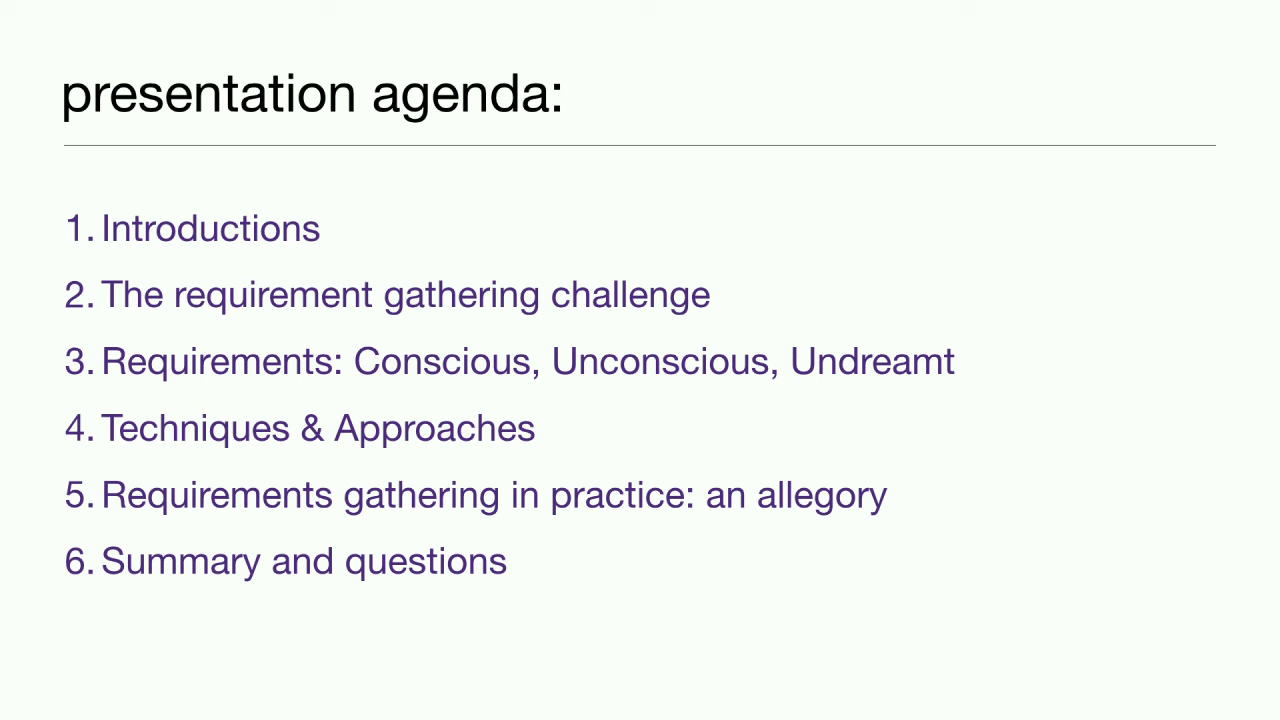 presentation agenda:
1. Introductions
2. The requirement gathering challenge
3. Requirements: Conscious, Unconscious, Undreamt
4. Techniques & Approaches
5. Requirements gathering in practice: an allegory
6. Summary and questions